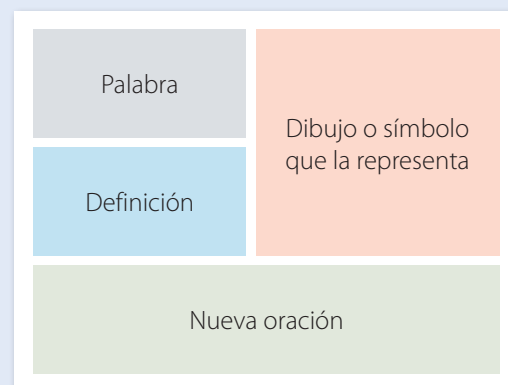 Palabra
Definición
Dibujo o símbolo
que la representa
Nueva oración